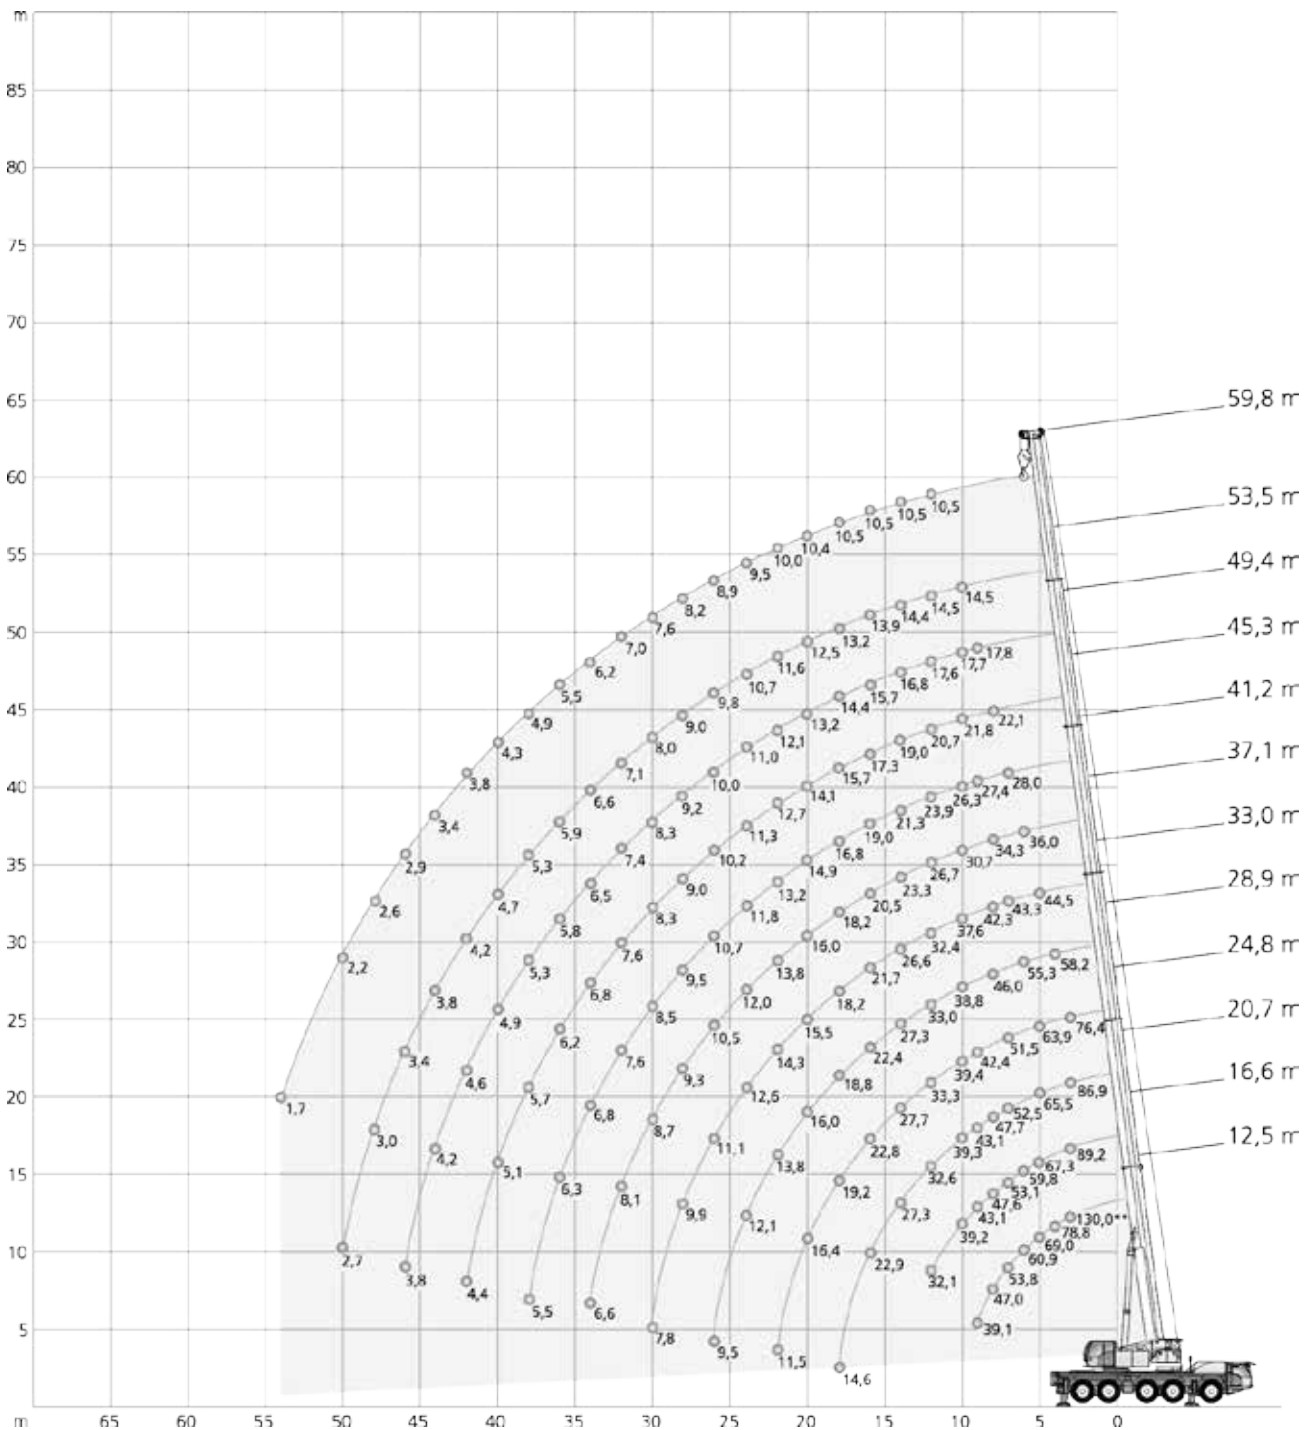 m
85
80
75
70
65
60
55
50
45
40
35
30
25
20
15
10
5
59,8 m
53,5 m
49,4 m
45,3 m
41,2 m
37,1 m
33,0 m
28,9 m
24,8 m
20,7 m
16,6 m
12,5 m
1,7 2,2 2,6 2,9 3,4 3,8 4,3 4,9 5,5 6,2 7,0 7,6 8,2 8,9 9,5 10,0 10,4 10,5 10,5 10,5 10,5
2,7 3,0 3,4 3,8 4,2 4,7 5,3 5,9 6,6 7,1 8,0 9,0 9,8 10,7 11,6 12,5 13,2 13,9 14,4 14,5 14,5
3,8 4,2 4,6 4,9 5,3 5,8 6,5 7,4 8,3 9,2 10,0 11,0 12,1 13,2 14,4 15,7 16,8 17,6 17,7 17,8
4,4 5,1 5,7 6,2 6,8 7,6 8,3 9,0 10,2 11,3 12,7 14,1 15,7 17,3 19,0 20,7 21,8 22,1
5,5 6,3 6,8 7,6 8,5 9,5 10,7 11,8 13,2 14,9 16,8 19,0 21,3 23,9 26,3 27,4 28,0
6,6 8,1 8,7 9,3 10,5 12,0 13,8 16,0 18,2 20,5 23,3 26,7 30,7 34,3 36,0
7,8 9,9 11,1 12,6 14,3 15,5 18,2 21,7 26,6 32,4 37,6 42,3 43,3 44,5
9,5 12,1 13,8 16,0 18,8 22,4 27,3 33,0 38,8 46,0 55,3 58,2
11,5 16,4 19,2 22,8 27,7 33,3 39,4 42,4 51,5 63,9 76,4
14,6 22,9 27,3 32,6 39,3 43,1 47,7 52,5 65,5 86,9
32,1 39,2 43,1 47,6 53,1 59,8 67,3 89,2
39,1 47,0 53,8 60,9 69,0 78,8 130,0**
m 65 60 55 50 45 40 35 30 25 20 15 10 5 0